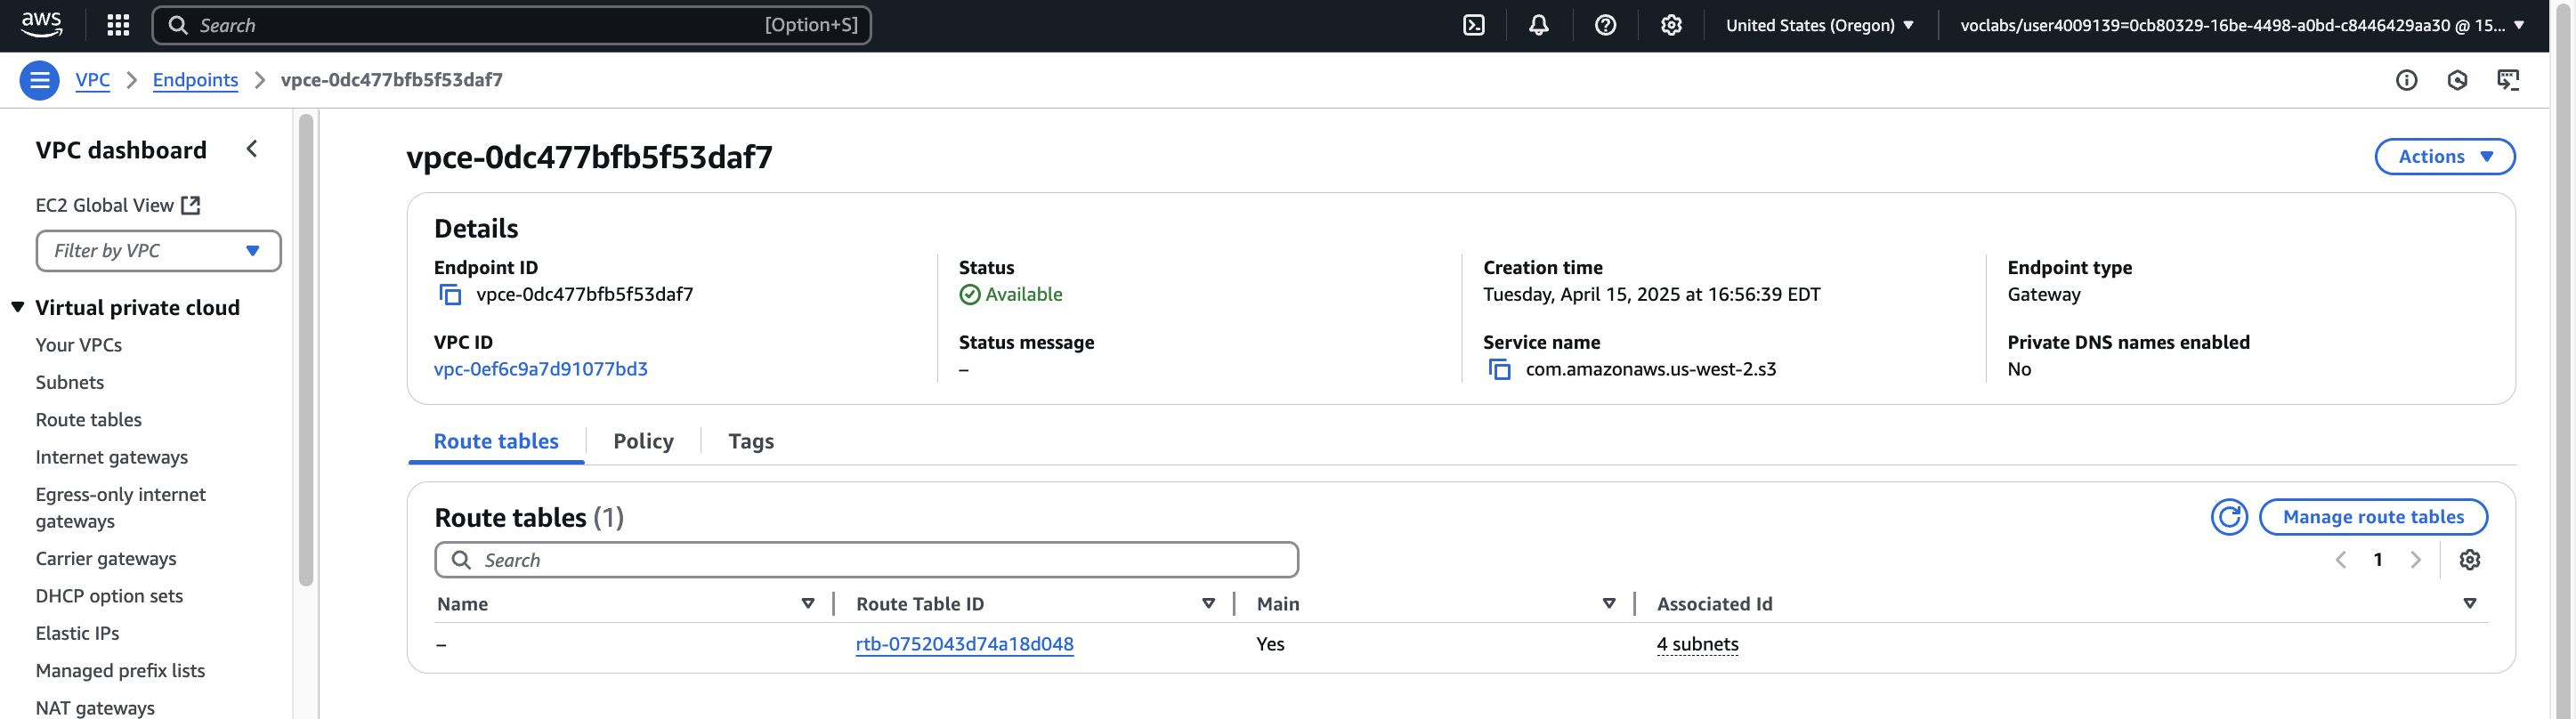 aws
Search [Option+S] United States (Oregon) voclabs/user4009139=0cb80329-16be-4498-a0bd-c8446429aa30 @ 15...
VPC Endpoints vpce-0dc477bfb5f53daf7
VPC dashboard
EC2 Global View
Filter by VPC
Virtual private cloud
Your VPCs
Subnets
Route tables
Internet gateways
Egress-only internet
gateways
Carrier gateways
DHCP option sets
Elastic IPs
Managed prefix lists
NAT gateways
vpce-0dc477bfb5f53daf7 Actions
Details
Endpoint ID Status Creation time Endpoint type
vpce-0dc477bfb5f53daf7 Available Tuesday, April 15, 2025 at 16:56:39 EDT Gateway
VPC ID Status message Service name Private DNS names enabled
vpc-0ef6c9a7d91077bd3 – com.amazonaws.us-west-2.s3 No
Route tables Policy Tags
Route tables (1) Manage route tables
Search 1
Name Route Table ID Main Associated Id
– rtb-0752043d74a18d048 Yes 4 subnets